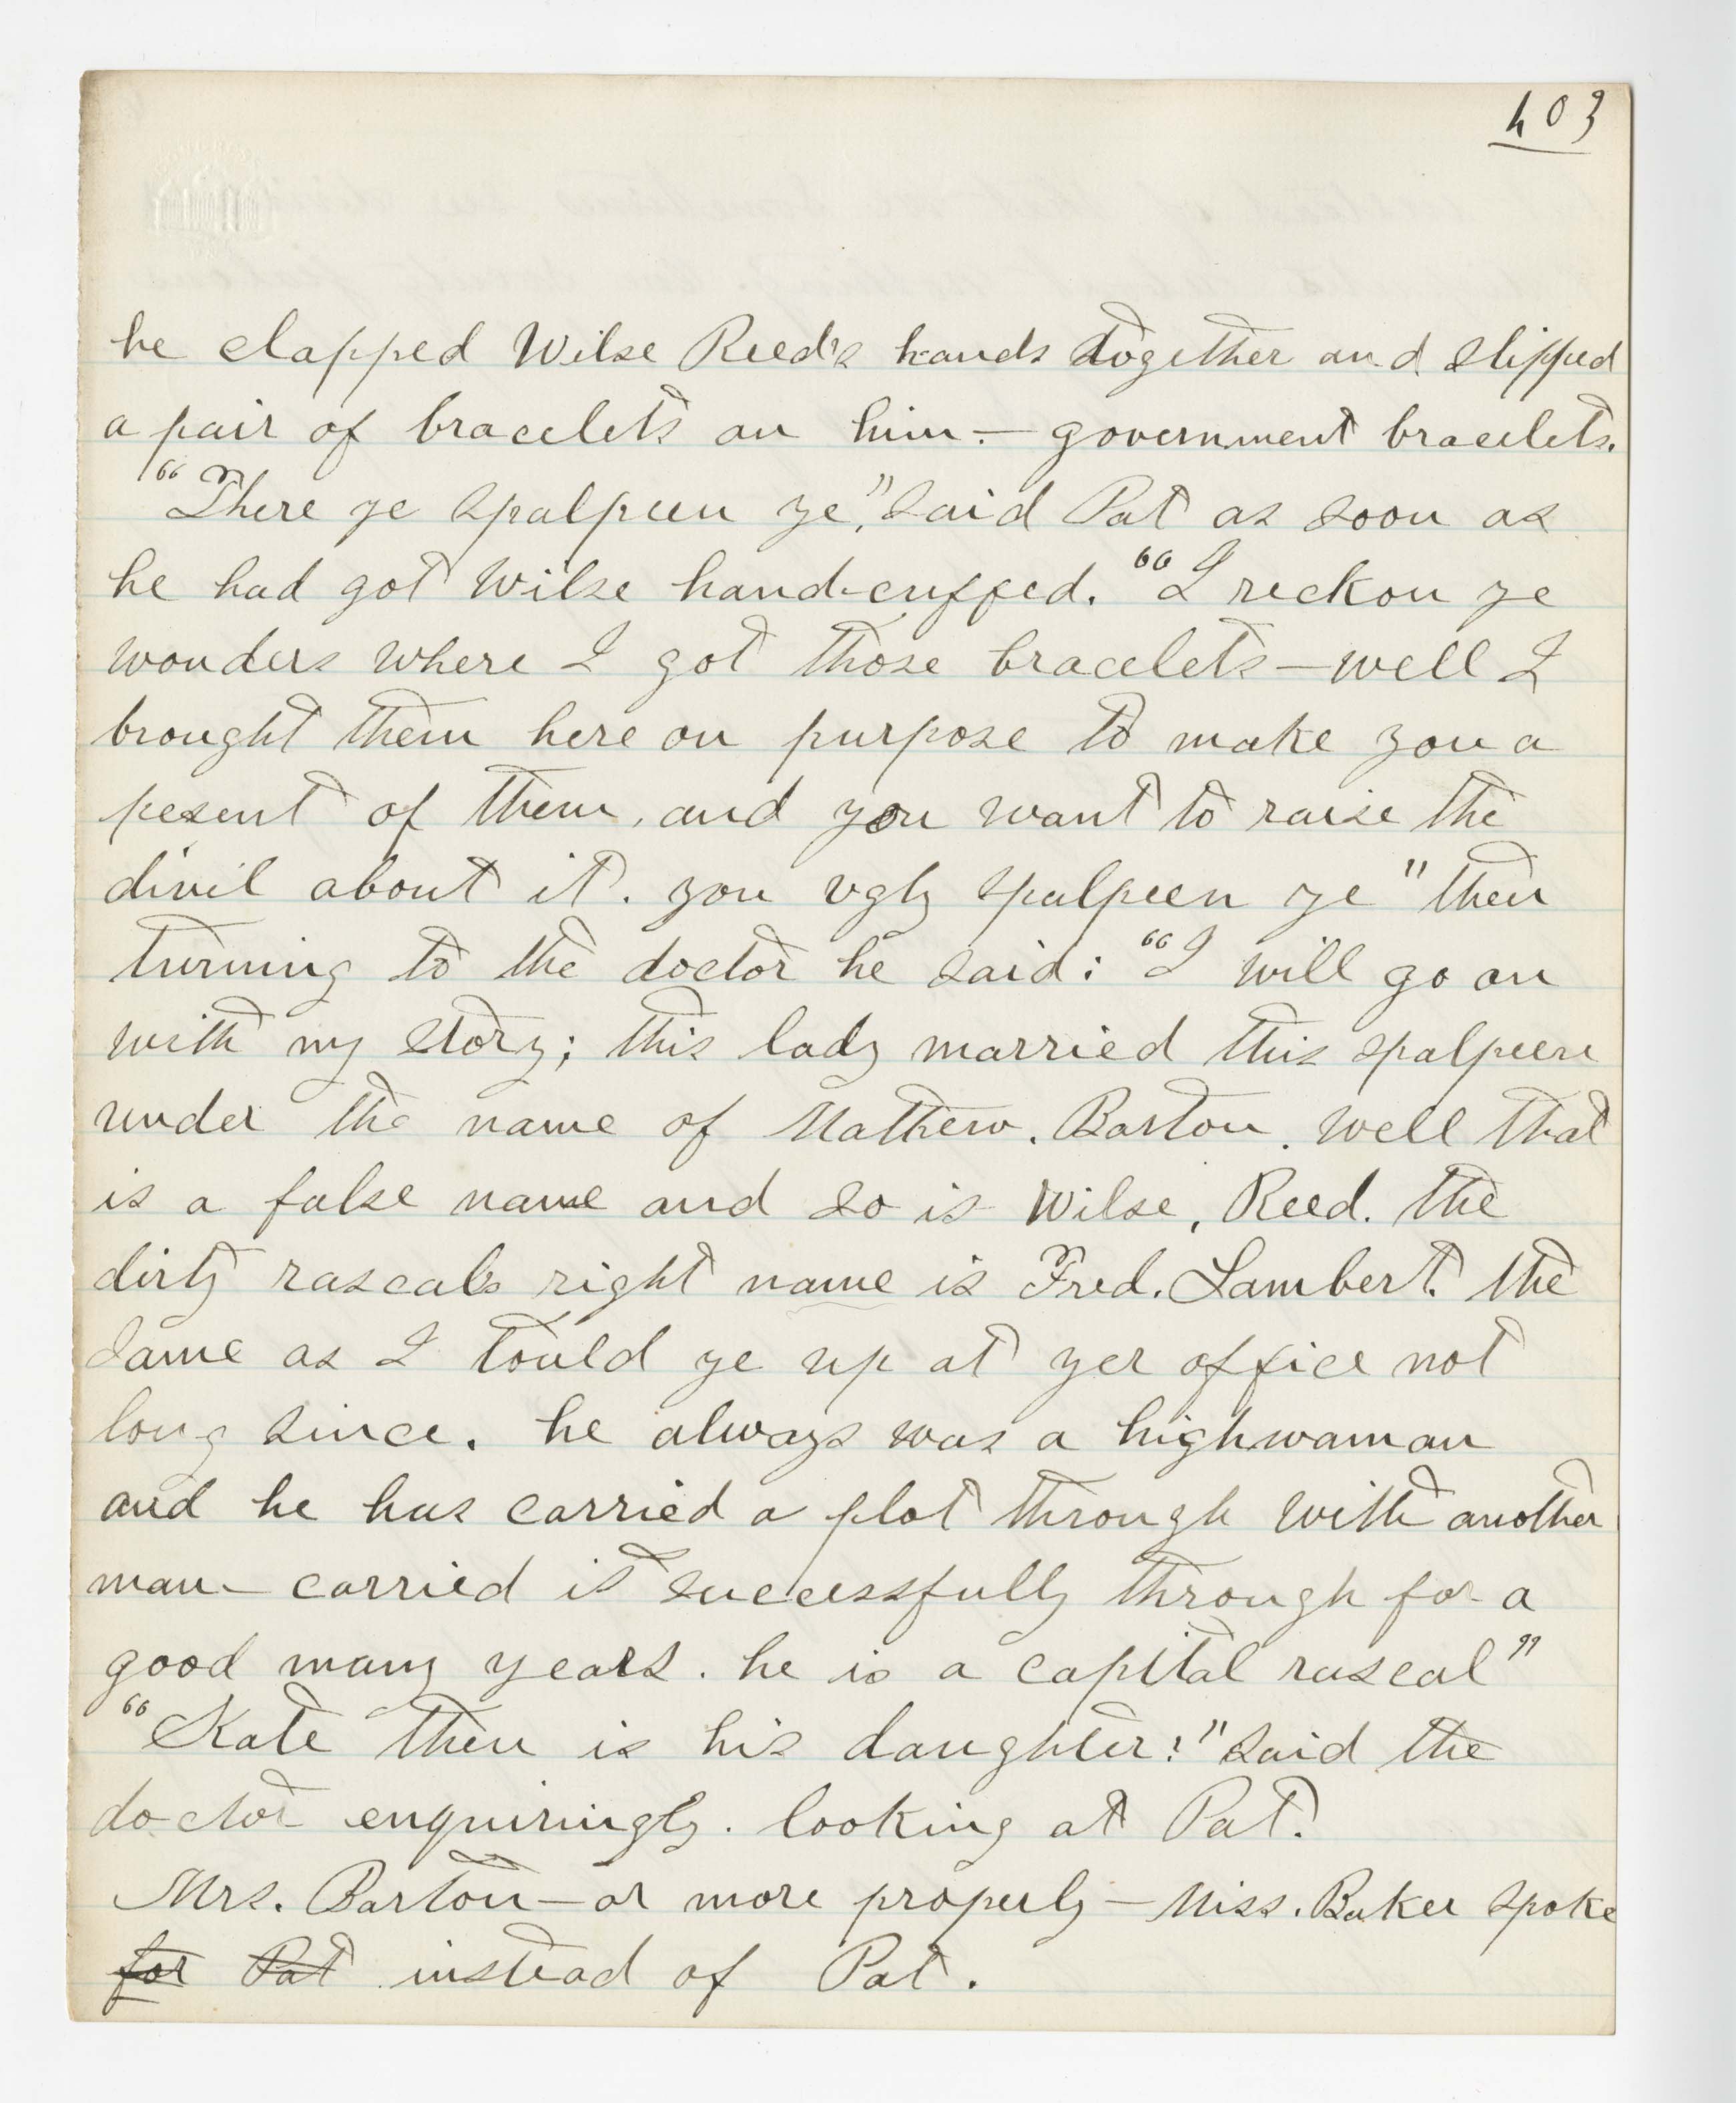 403
he clapped Wilse Reed's hands together and slipped
a pair of bracelets on him — government bracelets.
"There ye spalpeen ye," said Pat as soon as
he had got Wilse hand-cuffed. "I reckon ye
wonders where I got those bracelets — well I
brought them here on purpose to make you a
pesent of them, and you want to raise the
divil about it. you ugly spalpeen ye" then
turning to the doctor he said: "I will go on
with my story; this lady married this spalpeen
under the name of Mathew. Barton. well that
is a false name and so is Wilse, Reed. the
dirty rascals right name is Fred. Lambert. the
same as I tould ye up at yer office not
long since. he always was a highwaman
and he has carried a plot through with another
man — carried is successfully through for a
good many years. he is a capital rascal"
"Kate then is his daughter?" said the
doctor enquiringly. looking at Pat.
Mrs. Barton — or more properly — Miss. Baker spoke
for Pat instead of Pat.